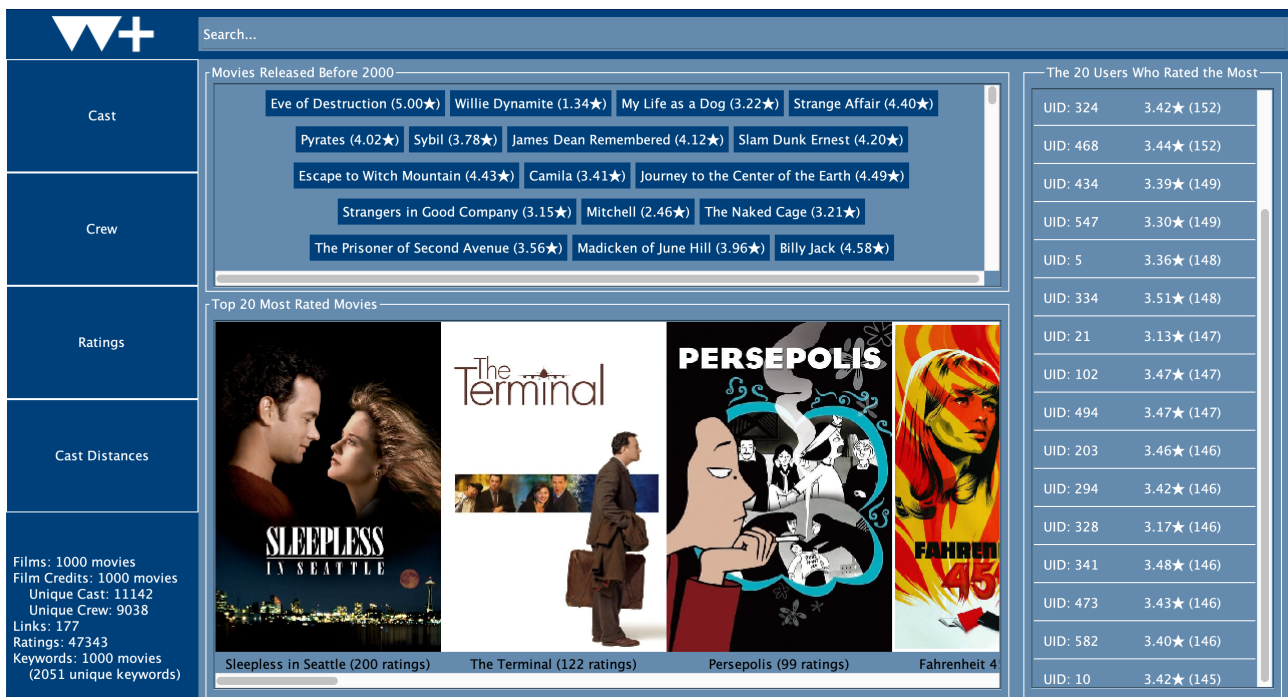 W+
Search...
Cast
Crew
Ratings
Cast Distances
Films: 1000 movies
Film Credits: 1000 movies
Unique Cast: 11142
Unique Crew: 9038
Links: 177
Ratings: 47343
Keywords: 1000 movies
(2051 unique keywords)
Movies Released Before 2000
Eve of Destruction (5.00★) Willie Dynamite (1.34★) My Life as a Dog (3.22★) Strange Affair (4.40★)
Pyrates (4.02★) Sybil (3.78★) James Dean Remembered (4.12★) Slam Dunk Ernest (4.20★)
Escape to Witch Mountain (4.43★) Camila (3.41★) Journey to the Center of the Earth (4.49★)
Strangers in Good Company (3.15★) Mitchell (2.46★) The Naked Cage (3.21★)
The Prisoner of Second Avenue (3.56★) Madicken of June Hill (3.96★) Billy Jack (4.58★)
Top 20 Most Rated Movies
SLEEPLESS
IN SEATTLE
Sleepless in Seattle (200 ratings)
The
Terminal
The Terminal (122 ratings)
PERSEPOLIS
Persepolis (99 ratings)
FAHREN
45
Fahrenheit 4
The 20 Users Who Rated the Most
UID: 324 3.42★ (152)
UID: 468 3.44★ (152)
UID: 434 3.39★ (149)
UID: 547 3.30★ (149)
UID: 5 3.36★ (148)
UID: 334 3.51★ (148)
UID: 21 3.13★ (147)
UID: 102 3.47★ (147)
UID: 494 3.47★ (147)
UID: 203 3.46★ (146)
UID: 294 3.42★ (146)
UID: 328 3.17★ (146)
UID: 341 3.48★ (146)
UID: 473 3.43★ (146)
UID: 582 3.40★ (146)
UID: 10 3.42★ (145)